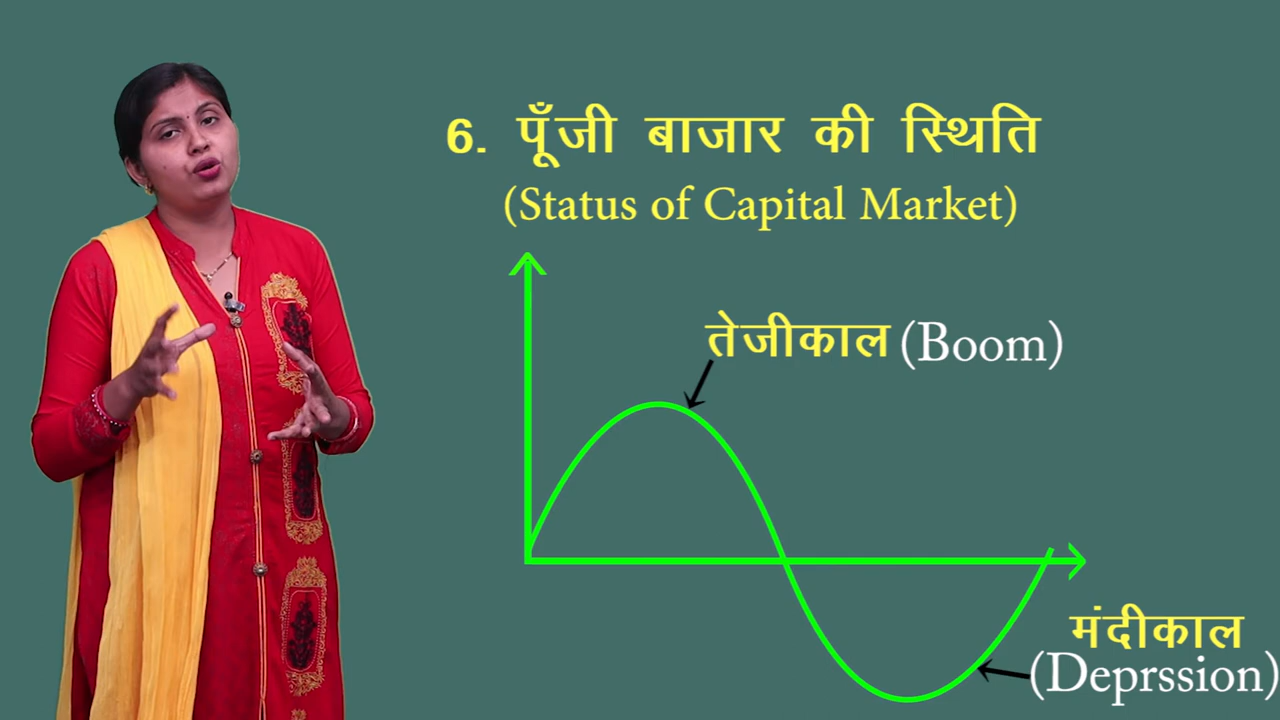 6. पूँजी बाजार की स्थिति
(Status of Capital Market)
तेजीकाल (Boom)
मंदीकाल
(Deprssion)